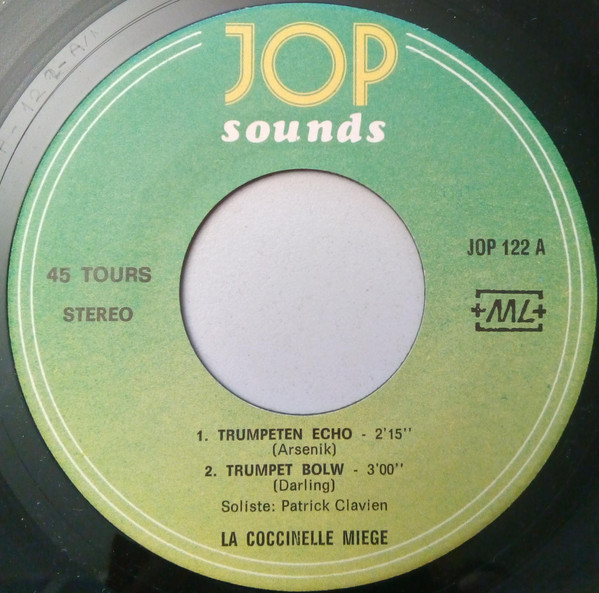 JOP
sounds
JOP 122 A
45 TOURS
STEREO
+ML+
1. TRUMPETEN ECHO - 2'15''
(Arsenik)
2. TRUMPET BOLW - 3'00''
(Darling)
Soliste: Patrick Clavien
LA COCCINELLE MIEGE